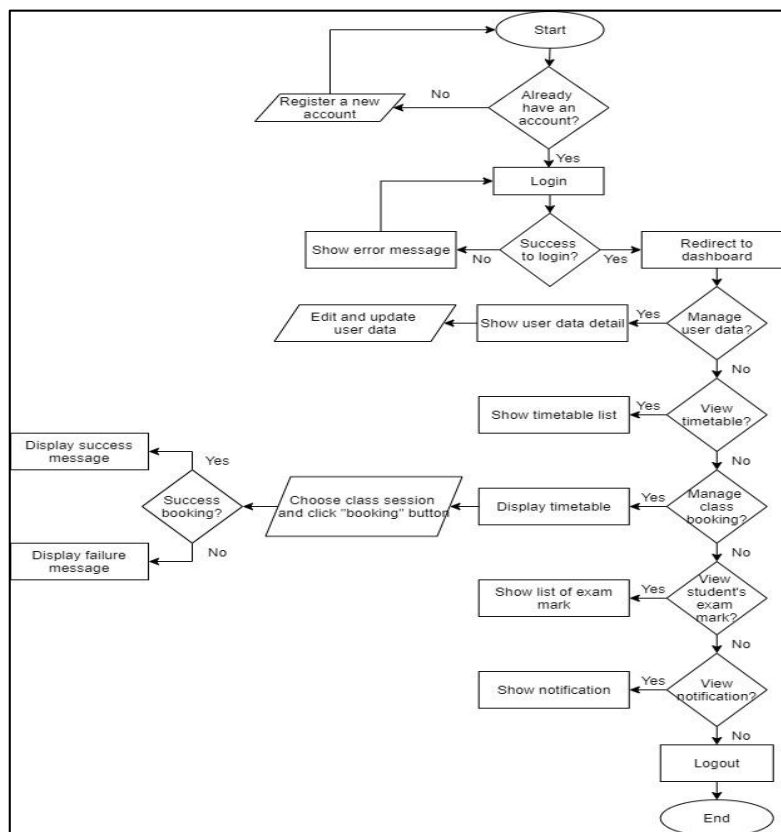 Start
Already
have an
account?
No
Register a new
account
Yes
Login
Success
to login?
No
Show error message
Yes
Redirect to
dashboard
Manage
user data?
Yes
Show user data detail
Edit and update
user data
No
View
timetable?
Yes
Show timetable list
No
Manage
class
booking?
Yes
Display timetable
Choose class session
and click "booking" button
Success
booking?
Yes
Display success
message
No
Display failure
message
No
View
student's
exam
mark?
Yes
Show list of exam
mark
No
View
notification?
Yes
Show notification
No
Logout
End